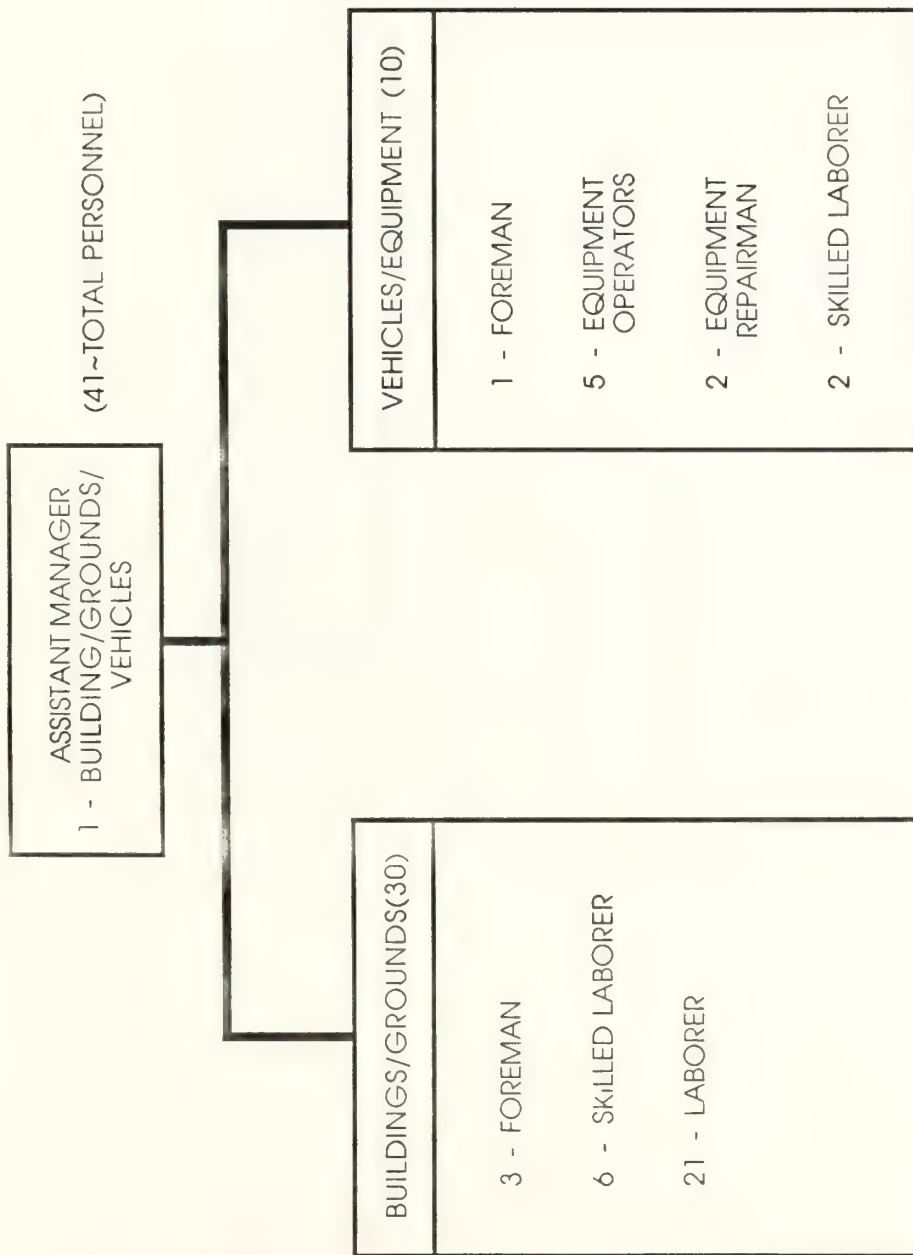 (41~TOTAL PERSONNEL)
ASSISTANT MANAGER
1 - BUILDING/GROUNDS/
VEHICLES
BUILDINGS/GROUNDS(30)
3 - FOREMAN
6 - SKILLED LABORER
21 - LABORER
VEHICLES/EQUIPMENT (10)
1 - FOREMAN
5 - EQUIPMENT
OPERATORS
2 - EQUIPMENT
REPAIRMAN
2 - SKILLED LABORER